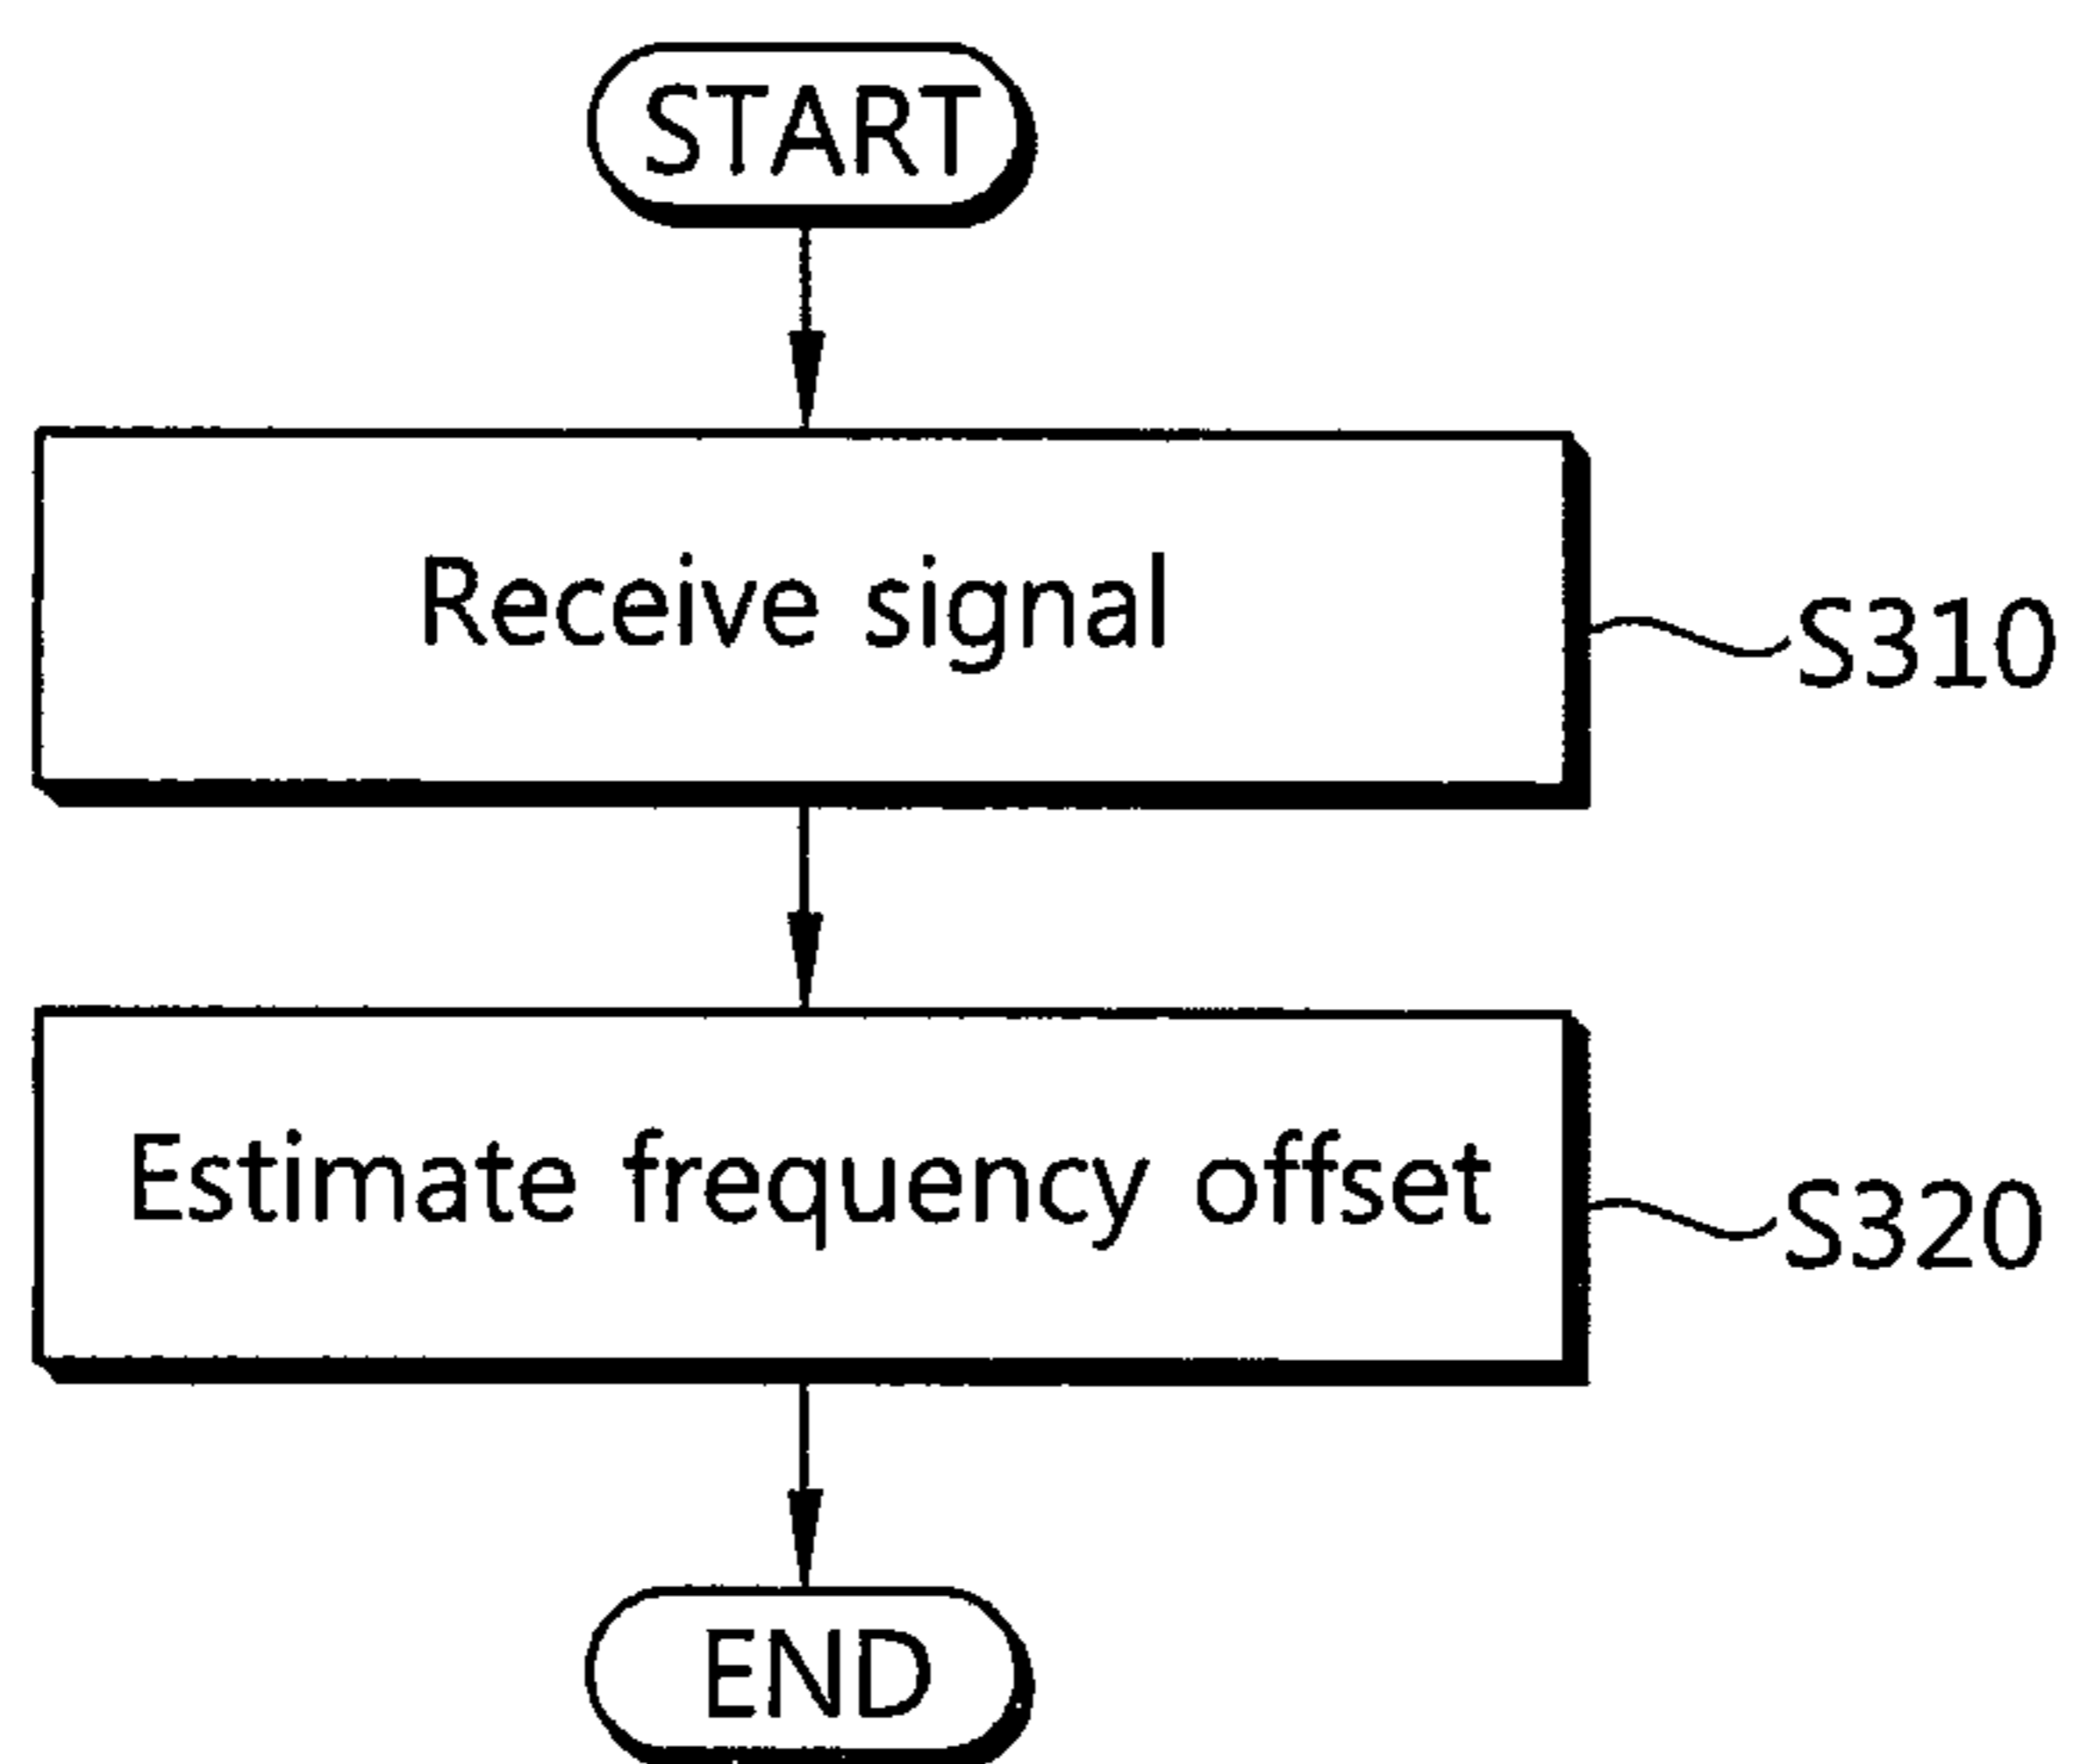 START
Receive signal
S310
Estimate frequency offset
S320
END